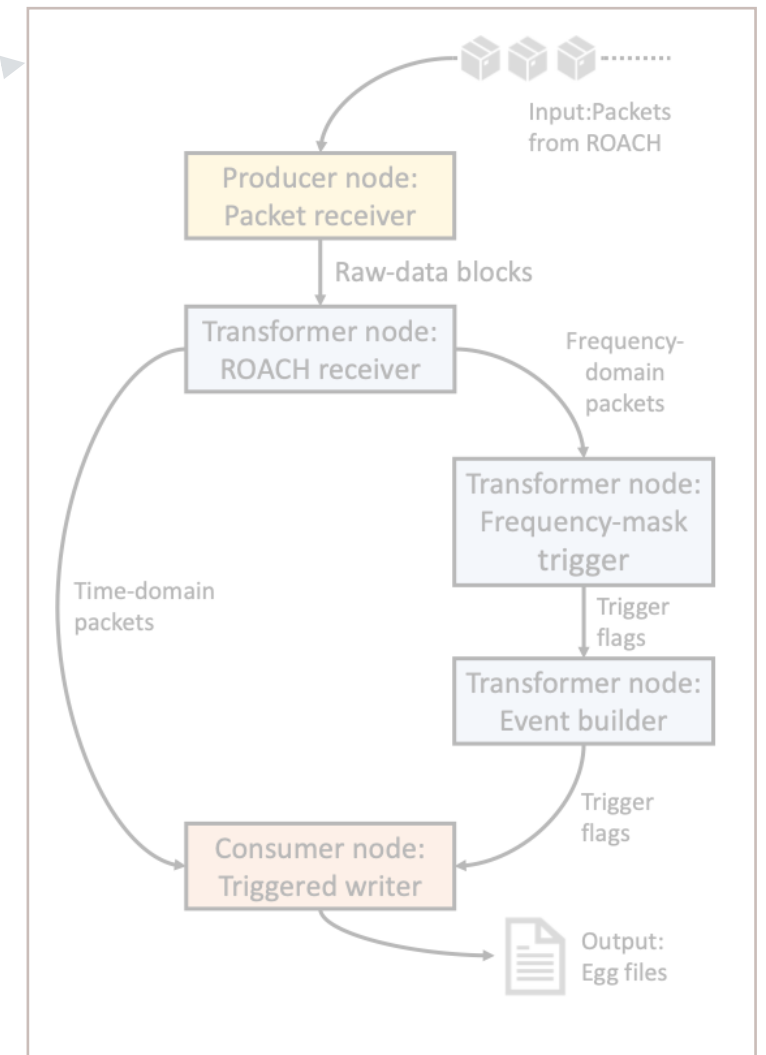 Input:Packets
from ROACH
Producer node:
Packet receiver
Raw-data blocks
Transformer node:
ROACH receiver
Frequency-
domain
packets
Transformer node:
Frequency-mask
trigger
Time-domain
packets
Trigger
flags
Transformer node:
Event builder
Trigger
flags
Consumer node:
Triggered writer
Output:
Egg files